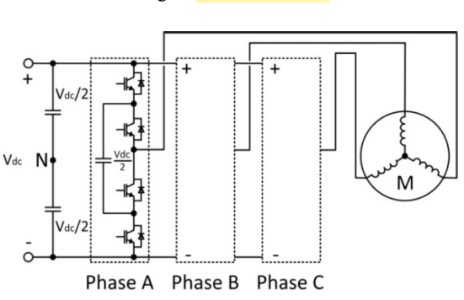 +
+
+
Vdc/2
Vdc N
Vdc
2
Vdc/2
M
-
-
-
Phase A Phase B Phase C